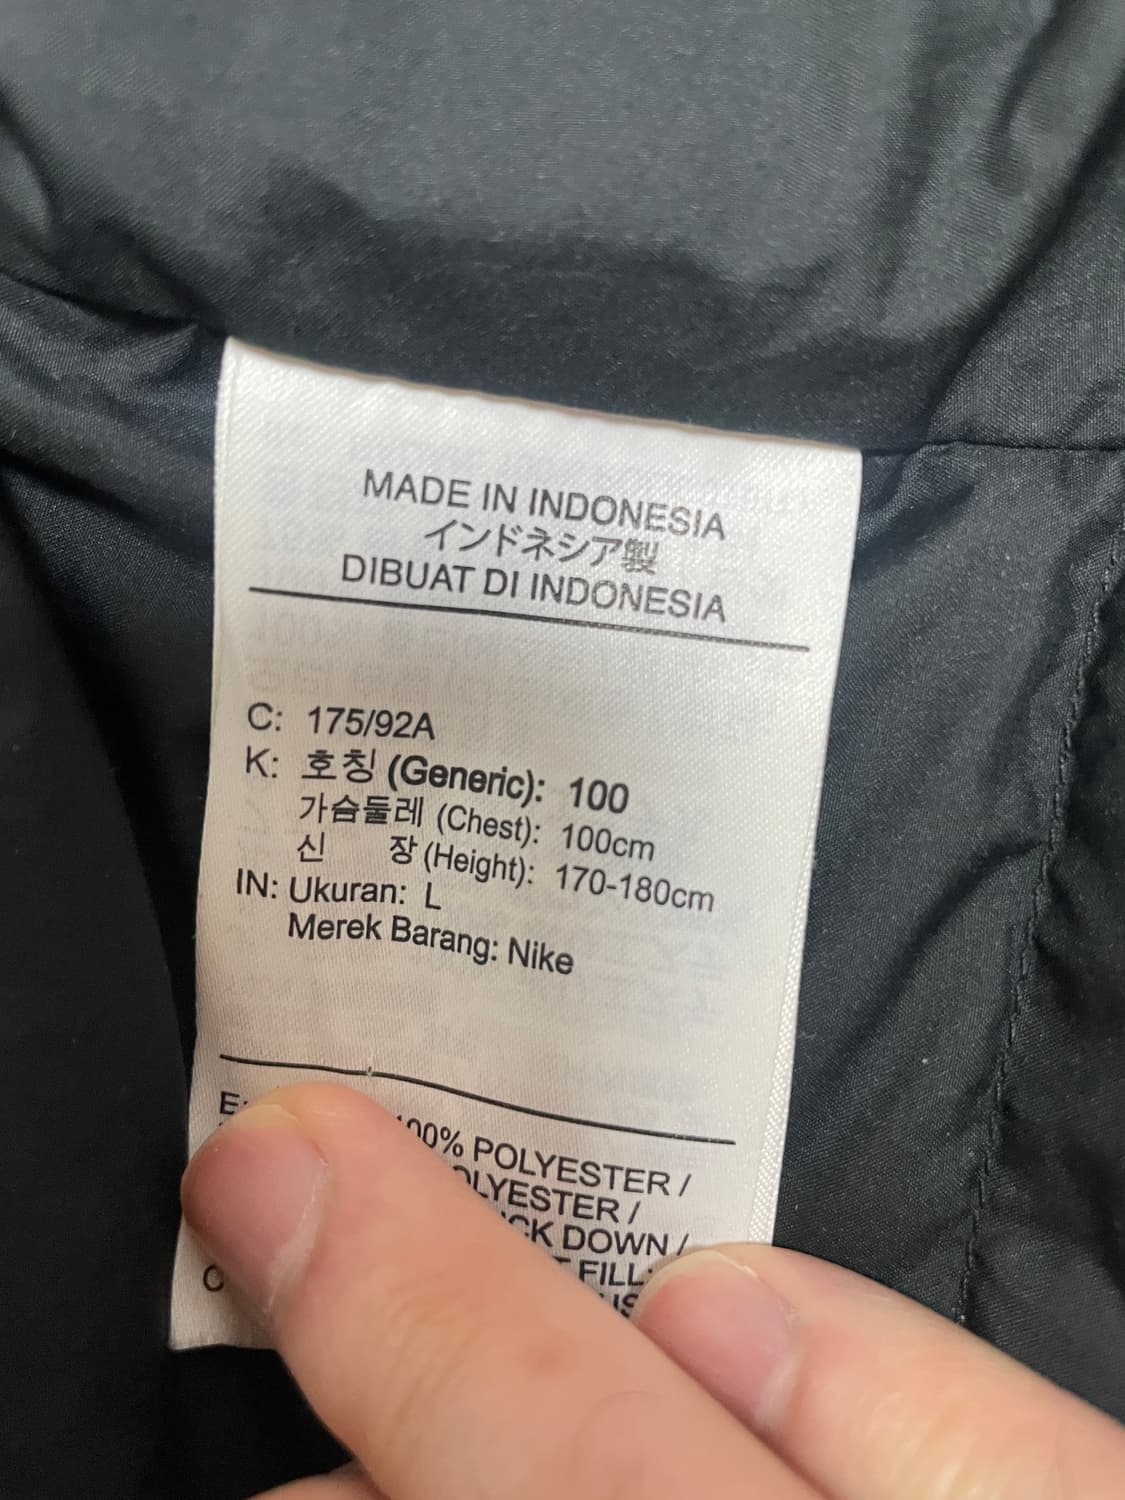 MADE IN INDONESIA
インドネシア製
DIBUAT DI INDONESIA
C: 175/92A
K: 호칭 (Generic): 100
가슴둘레 (Chest): 100cm
신 장 (Height): 170-180cm
IN: Ukuran: L
Merek Barang: Nike
E:
100% POLYESTER /
POLYESTER /
DOWN /
FILL: